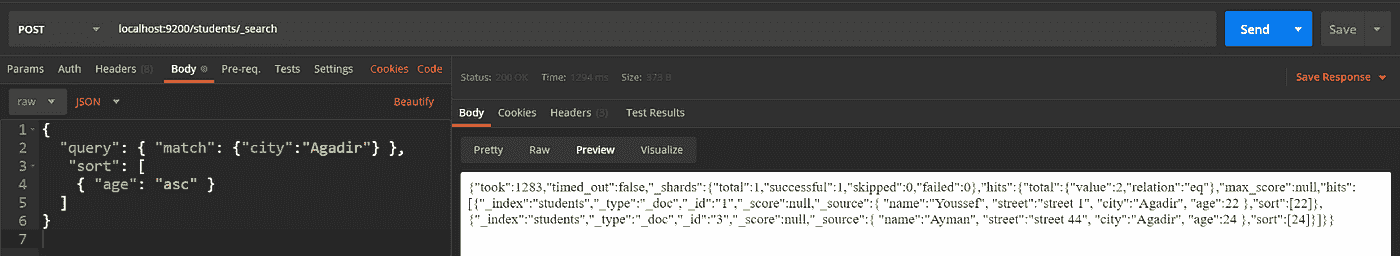 POST localhost:9200/students/_search Send Save
Params Auth Headers (8) Body Pre-req. Tests Settings Cookies Code
Status: 200 OK Time: 1294 ms Size: 373 B Save Response
raw JSON Beautify
Body Cookies Headers (3) Test Results
Pretty Raw Preview Visualize
1 {
2 "query": { "match": {"city":"Agadir"} },
3 "sort": [
4 { "age": "asc" }
5 ]
6 }
7
{"took":1283,"timed_out":false,"_shards":{"total":1,"successful":1,"skipped":0,"failed":0},"hits":{"total":{"value":2,"relation":"eq"},"max_score":null,"hits":
[{"_index":"students","_type":"_doc","_id":"1","_score":null,"_source":{ "name":"Youssef", "street":"street 1", "city":"Agadir", "age":22 },"sort":[22]},
{"_index":"students","_type":"_doc","_id":"3","_score":null,"_source":{ "name":"Ayman", "street":"street 44", "city":"Agadir", "age":24 },"sort":[24]}]}}